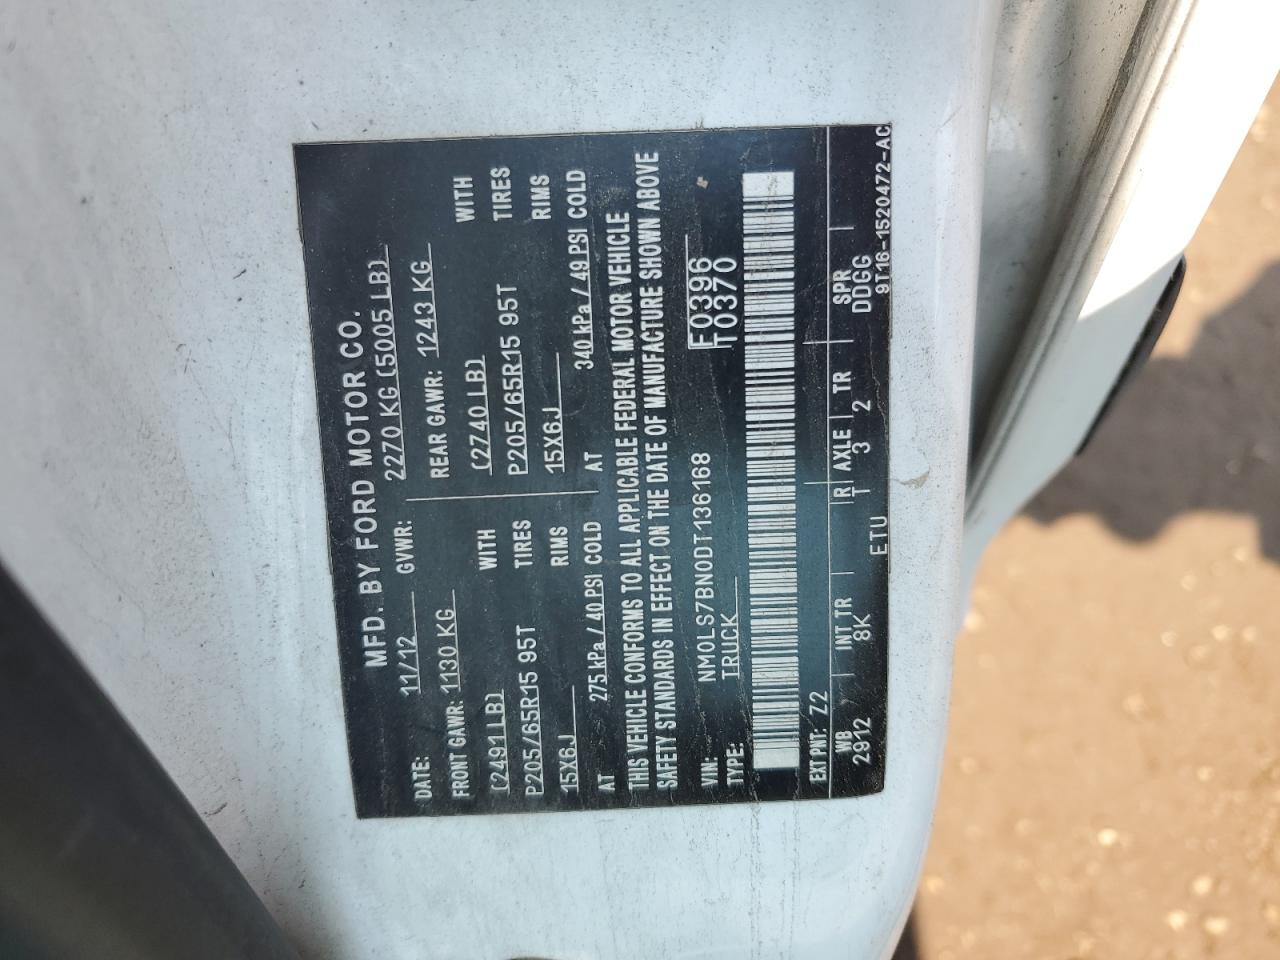 MFD. BY FORD MOTOR CO.
DATE: 11/12 GVWR: 2270 KG (5005 LB)
FRONT GAWR: 1130 KG REAR GAWR: 1243 KG
(2491 LB) WITH (2740 LB) WITH
P205/65R15 95T TIRES P205/65R15 95T TIRES
15X6J RIMS 15X6J RIMS
AT 275 kPa / 40 PSI COLD AT 340 kPa / 49 PSI COLD
THIS VEHICLE CONFORMS TO ALL APPLICABLE FEDERAL MOTOR VEHICLE
SAFETY STANDARDS IN EFFECT ON THE DATE OF MANUFACTURE SHOWN ABOVE
VIN: NM0LS7BN0DT136168 F0396
TYPE: TRUCK T0370
EXT PNT: Z2
WB INT TR R AXLE TR SPR
2912 8K T 3 2 DDGG
ETU 9T16-1520472-AC